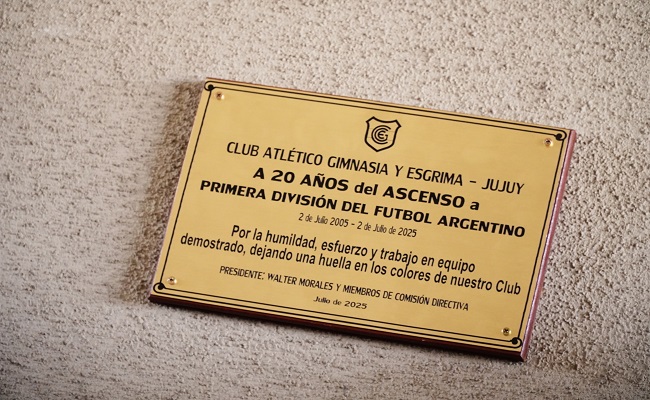 CLUB ATLÉTICO GIMNASIA Y ESGRIMA - JUJUY
A 20 AÑOS del ASCENSO a
PRIMERA DIVISIÓN DEL FUTBOL ARGENTINO
2 de Julio 2005 - 2 de Julio de 2025
Por la humildad, esfuerzo y trabajo en equipo
demostrado, dejando una huella en los colores de nuestro Club
PRESIDENTE: WALTER MORALES Y MIEMBROS DE COMISIÓN DIRECTIVA
Julio de 2025